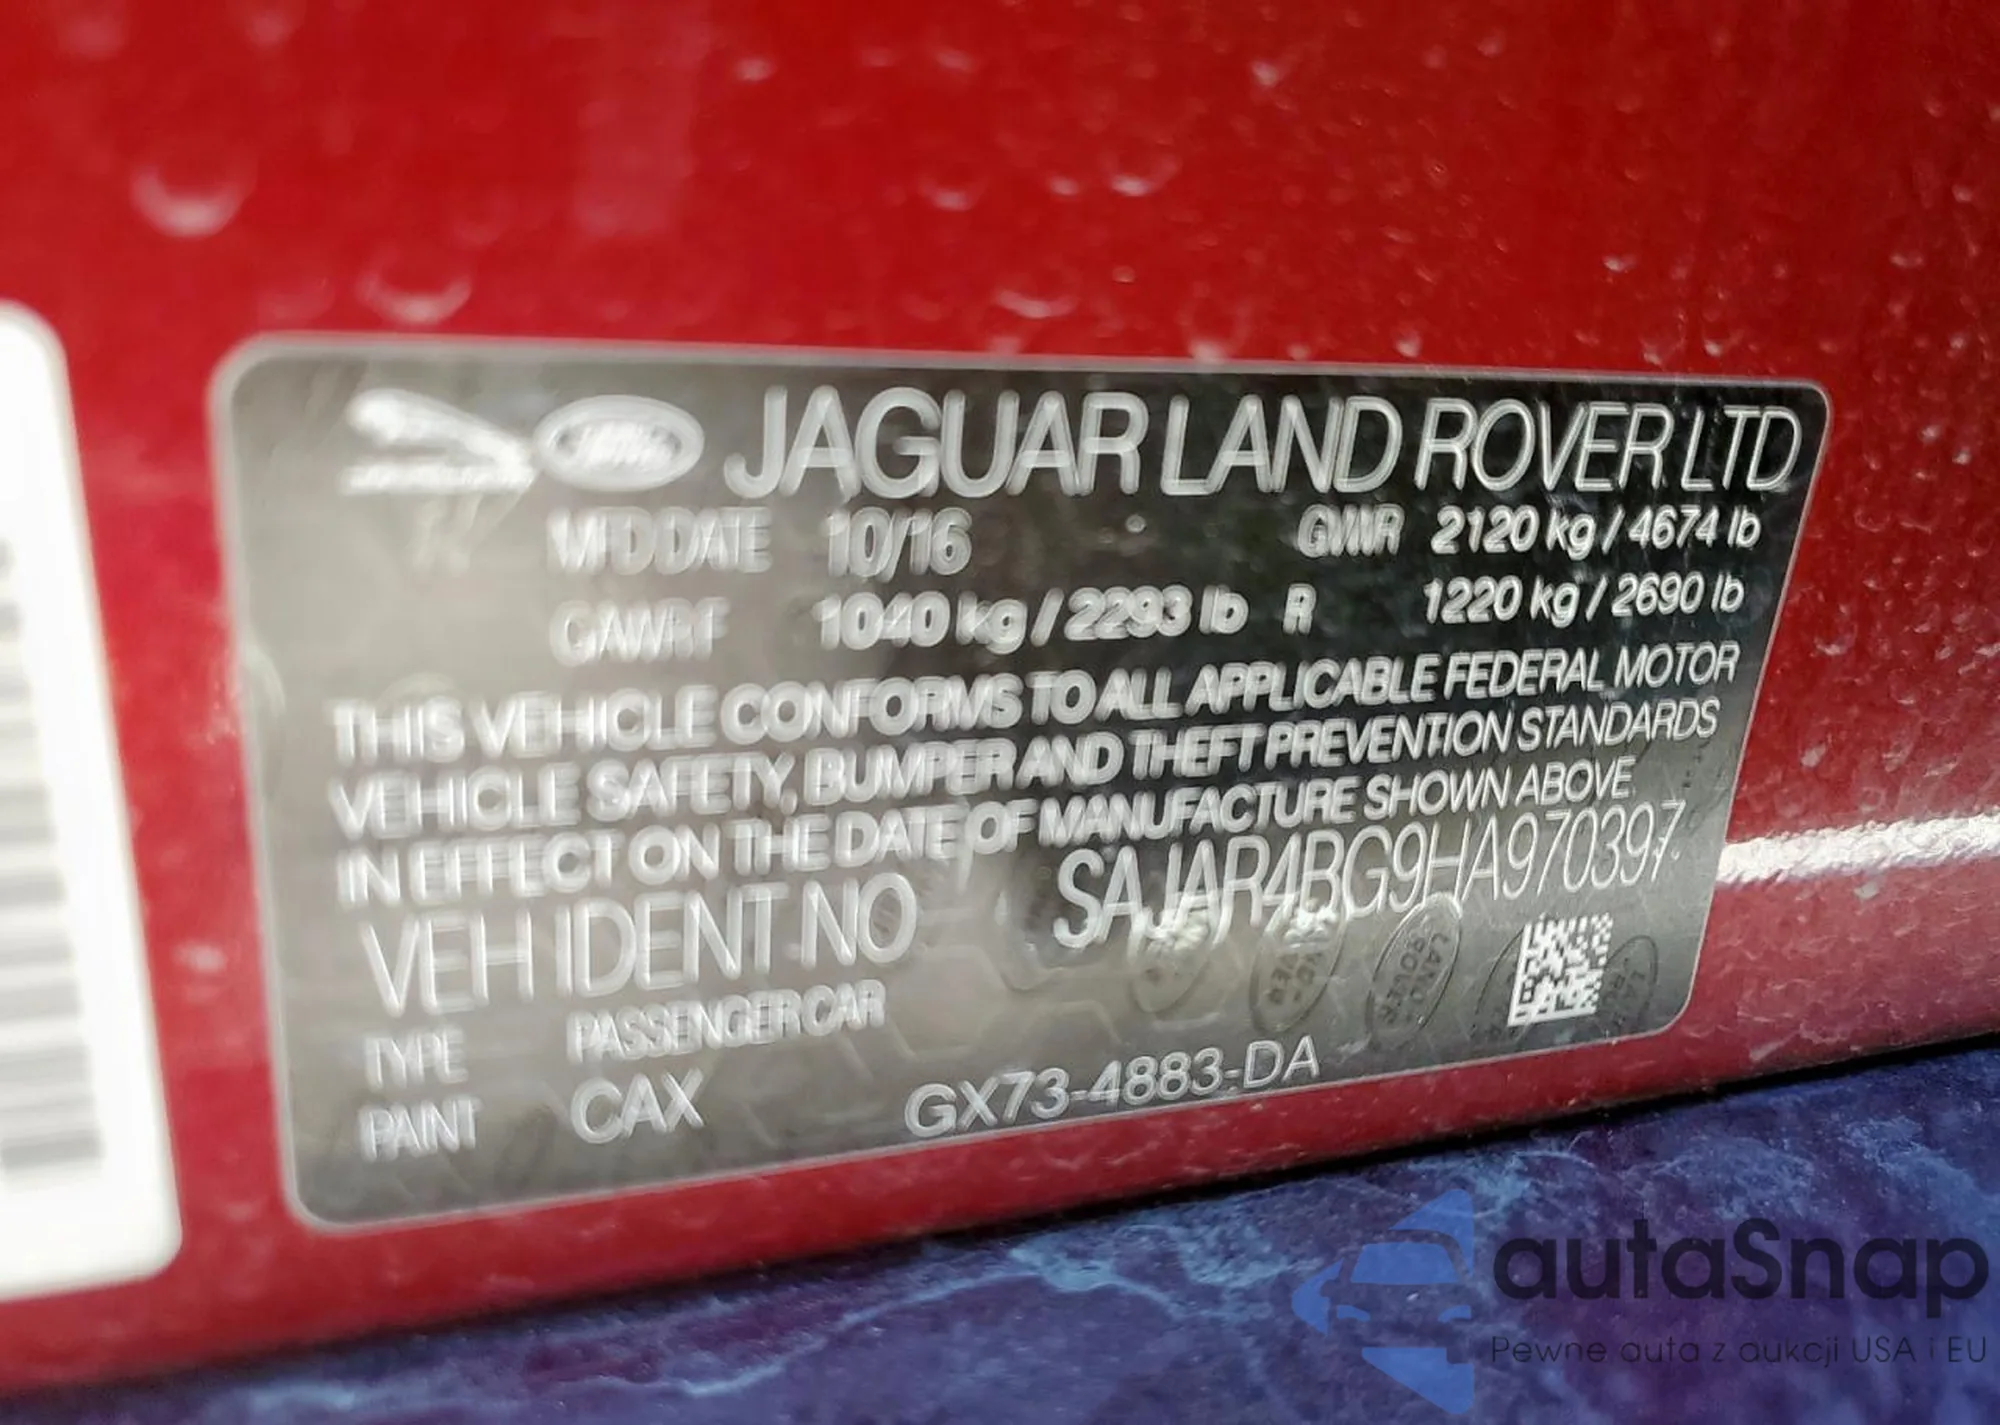 JAGUAR LAND ROVER LTD
MFD DATE 10/16 GVWR 2120 kg / 4674 lb
GAWR F 1040 kg / 2293 lb R 1220 kg / 2690 lb
THIS VEHICLE CONFORMS TO ALL APPLICABLE FEDERAL MOTOR
VEHICLE SAFETY, BUMPER AND THEFT PREVENTION STANDARDS
IN EFFECT ON THE DATE OF MANUFACTURE SHOWN ABOVE
VEH IDENT NO SAJAR4BG9HA970397
TYPE PASSENGER CAR
PAINT CAX GX73-4883-DA
LAND-
ROVER
autaSnap
Pewne auta z aukcji USA i EU